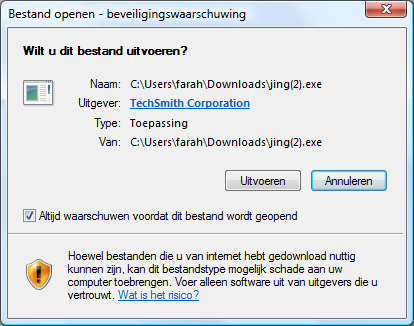 Bestand openen - beveiligingswaarschuwing
Wilt u dit bestand uitvoeren?
Naam: C:\Users\farah\Downloads\jing(2).exe
Uitgever: TechSmith Corporation
Type: Toepassing
Van: C:\Users\farah\Downloads\jing(2).exe
Uitvoeren Annuleren
Altijd waarschuwen voordat dit bestand wordt geopend
Hoewel bestanden die u van internet hebt gedownload nuttig
kunnen zijn, kan dit bestandstype mogelijk schade aan uw
computer toebrengen. Voer alleen software uit van uitgevers die u
vertrouwt. Wat is het risico?